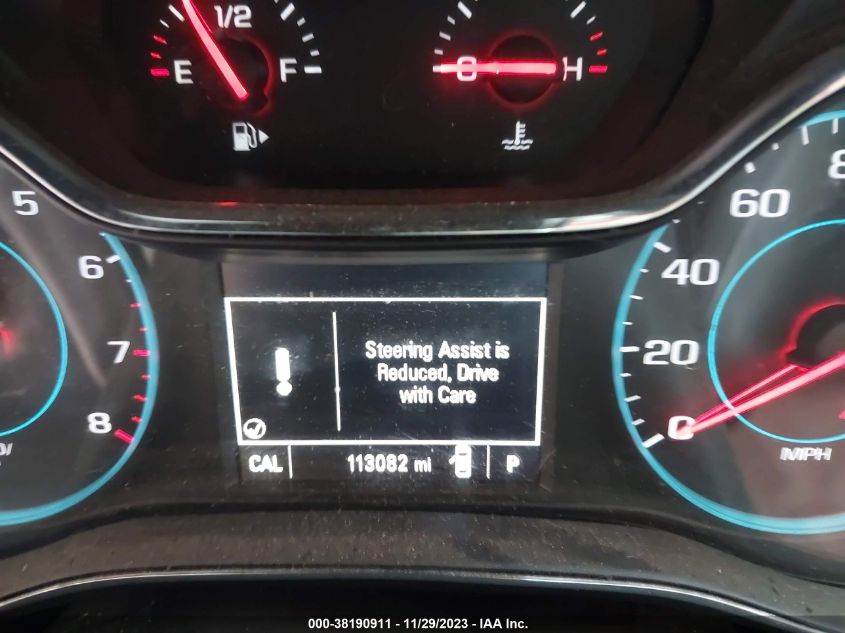 1/2
E F
C H
5
6
7
8
80
60
40
20
0
MPH
Steering Assist is
Reduced, Drive
with Care
CAL 113082 mi P
000-38190911 - 11/29/2023 - IAA Inc.